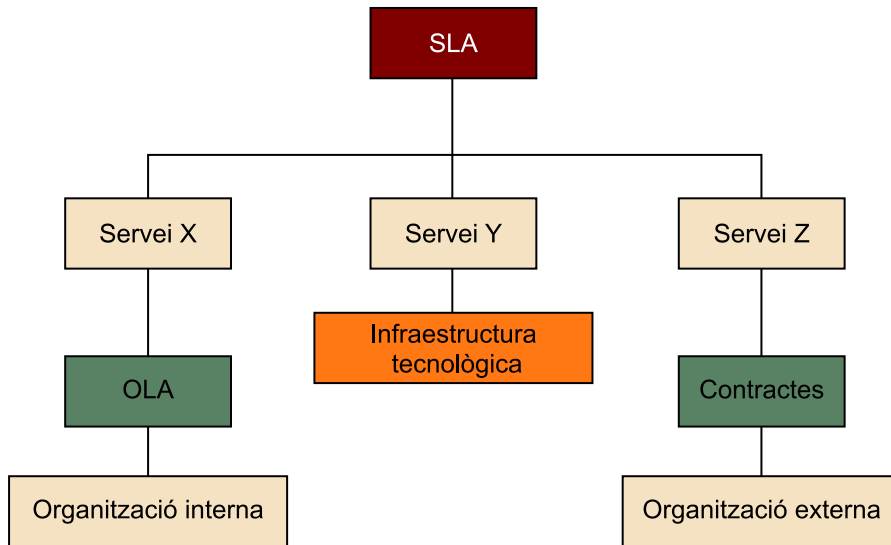 SLA
Servei X
Servei Y
Servei Z
Infraestructura
tecnològica
OLA
Contractes
Organització interna
Organització externa